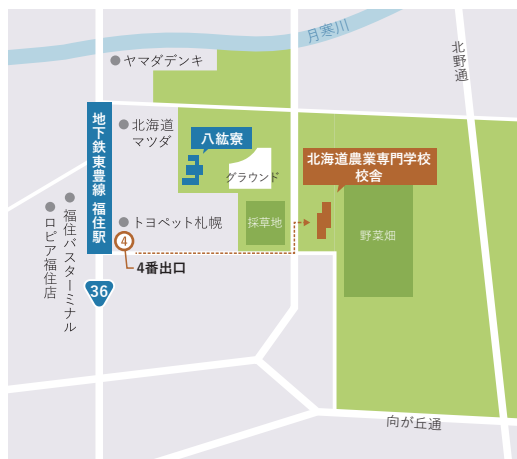 月寒川
北野通
ヤマダデンキ
地下鉄東豊線 福住駅
北海道
マツダ
八紘寮
グラウンド
北海道農業専門学校
校舎
トヨペット札幌
採草地
野菜畑
4
4番出口
福住バスターミナル
ロピア福住店
36
向が丘通